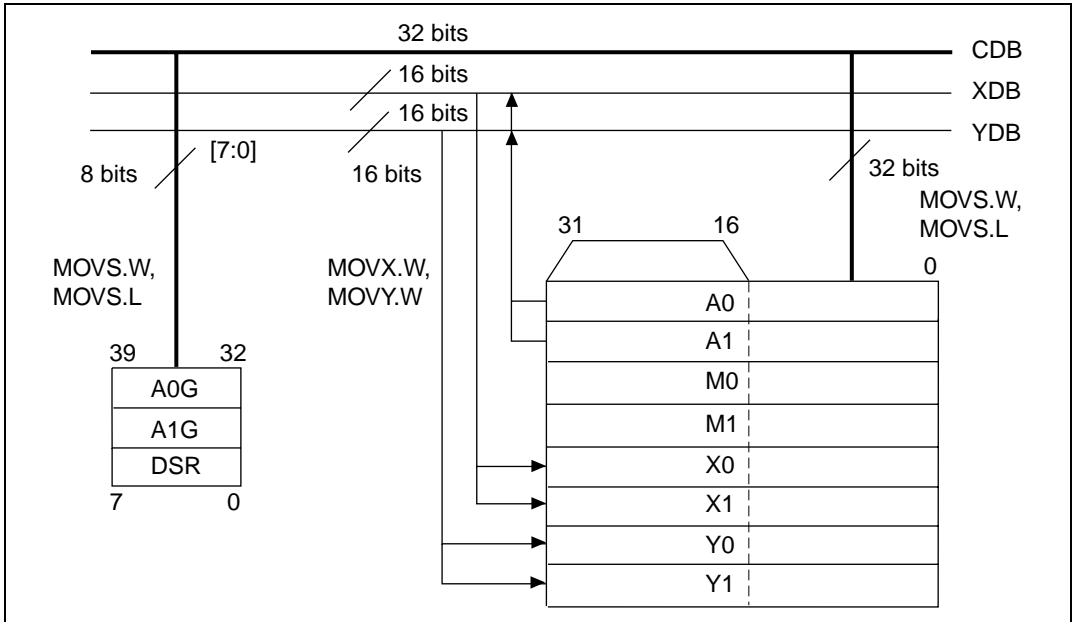 32 bits
CDB
16 bits
XDB
16 bits
YDB
[7:0]
8 bits
16 bits
32 bits
MOVS.W,
MOVS.L
31
16
0
MOVS.W,
MOVS.L
MOVX.W,
MOVY.W
A0
A1
M0
M1
X0
X1
Y0
Y1
39
32
A0G
A1G
DSR
7
0